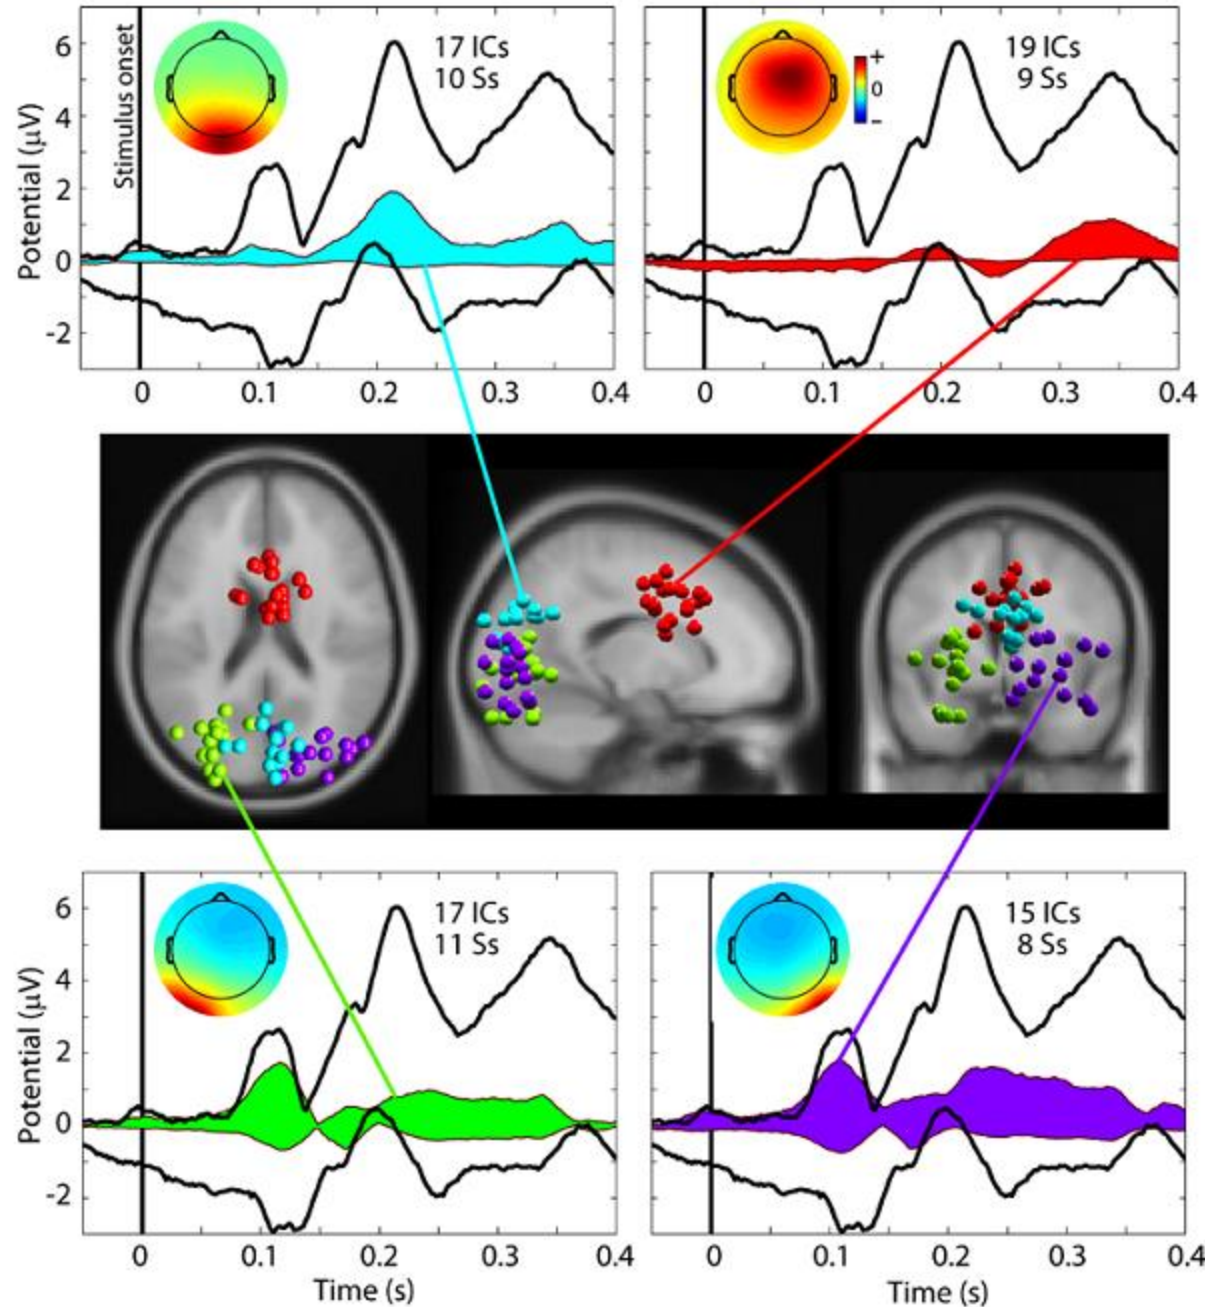 Potential (μV)
6
4
2
0
-2
Stimulus onset
17 ICs
10 Ss
0
0.1
0.2
0.3
0.4
19 ICs
9 Ss
+
0
−
0
0.1
0.2
0.3
0.4
Potential (μV)
6
4
2
0
-2
17 ICs
11 Ss
0
0.1
0.2
0.3
0.4
Time (s)
15 ICs
8 Ss
0
0.1
0.2
0.3
0.4
Time (s)